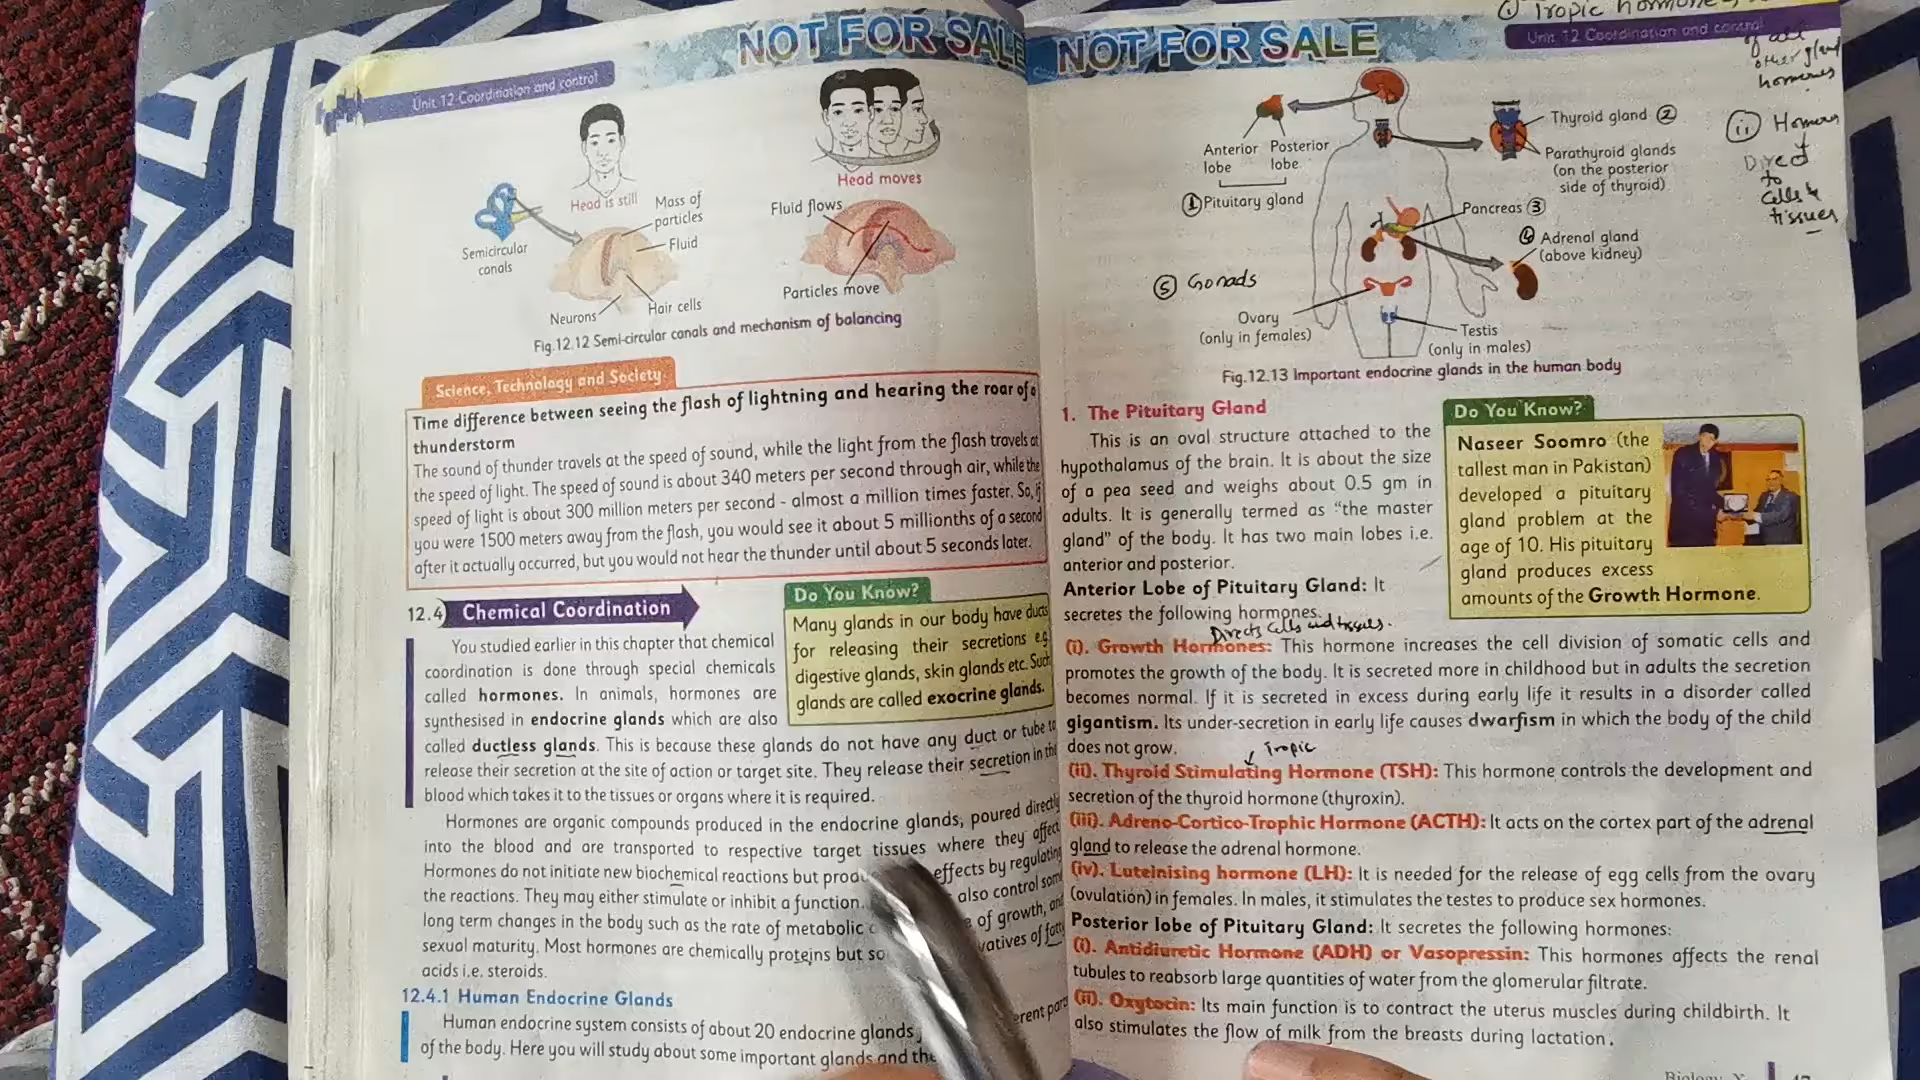 NOT FOR SALE
Unit 12 Coordination and control
Head is still
Head moves
Semicircular
canals
Mass of
particles
Fluid
Hair cells
Neurons
Fluid flows
Particles move
Fig.12.12 Semi-circular canals and mechanism of balancing
Science, Technology and Society
Time difference between seeing the flash of lightning and hearing the roar of a
thunderstorm
The sound of thunder travels at the speed of sound, while the light from the flash travels at
the speed of light. The speed of sound is about 340 meters per second through air, while the
speed of light is about 300 million meters per second - almost a million times faster. So, if
you were 1500 meters away from the flash, you would see it about 5 millionths of a second
after it actually occurred, but you would not hear the thunder until about 5 seconds later.
12.4 Chemical Coordination
You studied earlier in this chapter that chemical
coordination is done through special chemicals
called hormones. In animals, hormones are
synthesised in endocrine glands which are also
called ductless glands. This is because these glands do not have any duct or tube to
release their secretion at the site of action or target site. They release their secretion in the
blood which takes it to the tissues or organs where it is required.
Do You Know?
Many glands in our body have ducts
for releasing their secretions e.g.
digestive glands, skin glands etc. Such
glands are called exocrine glands.
Hormones are organic compounds produced in the endocrine glands, poured directly
into the blood and are transported to respective target tissues where they affect
Hormones do not initiate new biochemical reactions but effects by regulating
the reactions. They may either stimulate or inhibit a function. also control some
long term changes in the body such as the rate of metabolic of growth, and
sexual maturity. Most hormones are chemically proteins but so
acids i.e. steroids.
12.4.1 Human Endocrine Glands
Human endocrine system consists of about 20 endocrine glands
of the body. Here you will study about some important glands and
NOT FOR SALE
① Tropic hormone
Unit 12 Coordination and control
of all
other gland
hormones
(ii) Hormon
Direct
to
cells &
tissues
Anterior
lobe
Posterior
lobe
① Pituitary gland
Thyroid gland ②
Parathyroid glands
(on the posterior
side of thyroid)
Pancreas ③
④ Adrenal gland
(above kidney)
⑤ Gonads
Ovary
(only in females)
Testis
(only in males)
Fig.12.13 Important endocrine glands in the human body
1. The Pituitary Gland
This is an oval structure attached to the
hypothalamus of the brain. It is about the size
of a pea seed and weighs about 0.5 gm in
adults. It is generally termed as "the master
gland" of the body. It has two main lobes i.e.
anterior and posterior.
Anterior Lobe of Pituitary Gland: It
secretes the following hormones.
Do You Know?
Naseer Soomro (the
tallest man in Pakistan)
developed a pituitary
gland problem at the
age of 10. His pituitary
gland produces excess
amounts of the Growth Hormone.
Directs cells and tissues.
(i). Growth Hormones: This hormone increases the cell division of somatic cells and
promotes the growth of the body. It is secreted more in childhood but in adults the secretion
becomes normal. If it is secreted in excess during early life it results in a disorder called
gigantism. Its under-secretion in early life causes dwarfism in which the body of the child
does not grow.
Tropic
(ii). Thyroid Stimulating Hormone (TSH): This hormone controls the development and
secretion of the thyroid hormone (thyroxin).
(iii). Adreno-Cortico-Trophic Hormone (ACTH): It acts on the cortex part of the adrenal
gland to release the adrenal hormone.
(iv). Luteinising hormone (LH): It is needed for the release of egg cells from the ovary
(ovulation) in females. In males, it stimulates the testes to produce sex hormones.
Posterior lobe of Pituitary Gland: It secretes the following hormones:
(i). Antidiuretic Hormone (ADH) or Vasopressin: This hormones affects the renal
tubules to reabsorb large quantities of water from the glomerular filtrate.
(ii). Oxytocin: Its main function is to contract the uterus muscles during childbirth. It
also stimulates the flow of milk from the breasts during lactation.